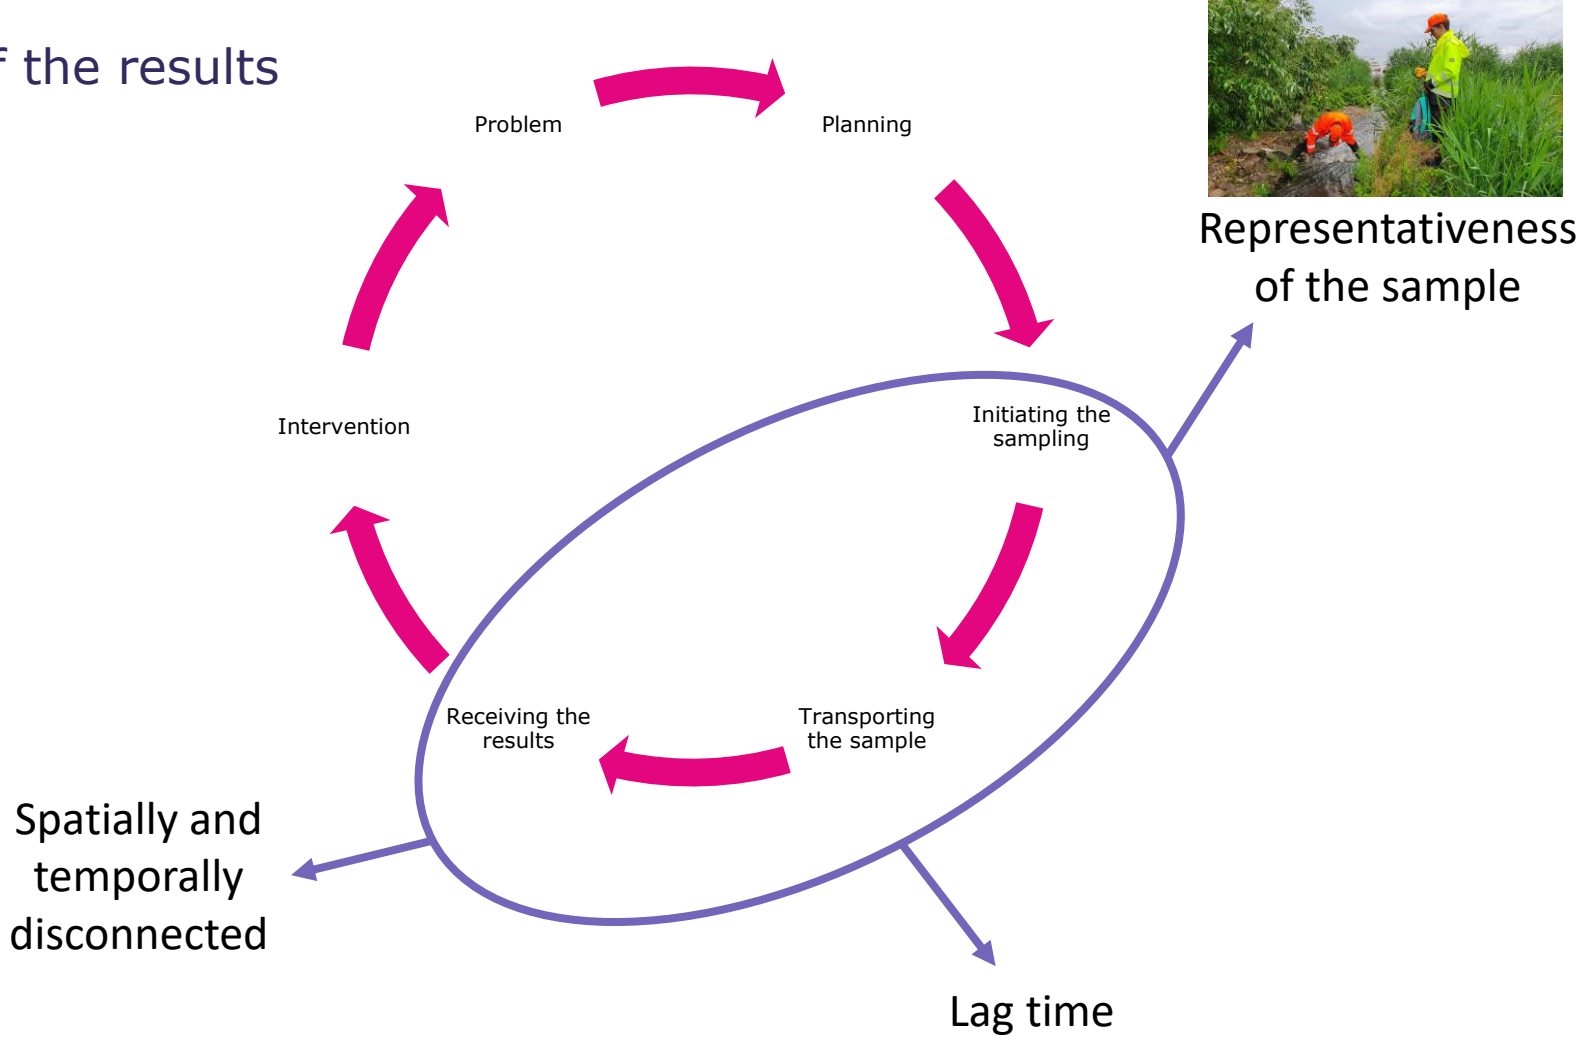 the results
Problem
Planning
Representativeness
of the sample
Initiating the
sampling
Intervention
Receiving the
results
Transporting
the sample
Spatially and
temporally
disconnected
Lag time